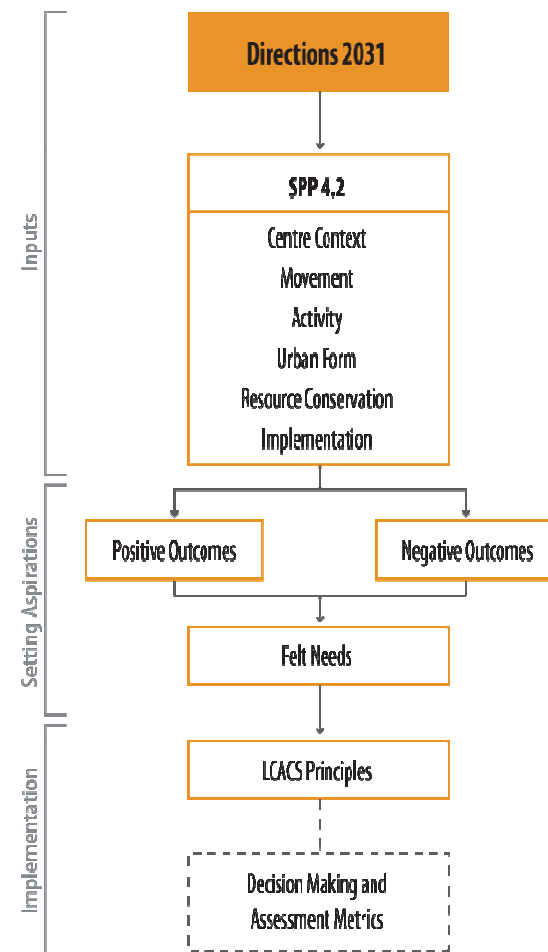 Directions 2031
Inputs
SPP 4.2
Centre Context
Movement
Activity
Urban Form
Resource Conservation
Implementation
Setting Aspirations
Positive Outcomes
Negative Outcomes
Felt Needs
Implementation
LCACS Principles
Decision Making and
Assessment Metrics